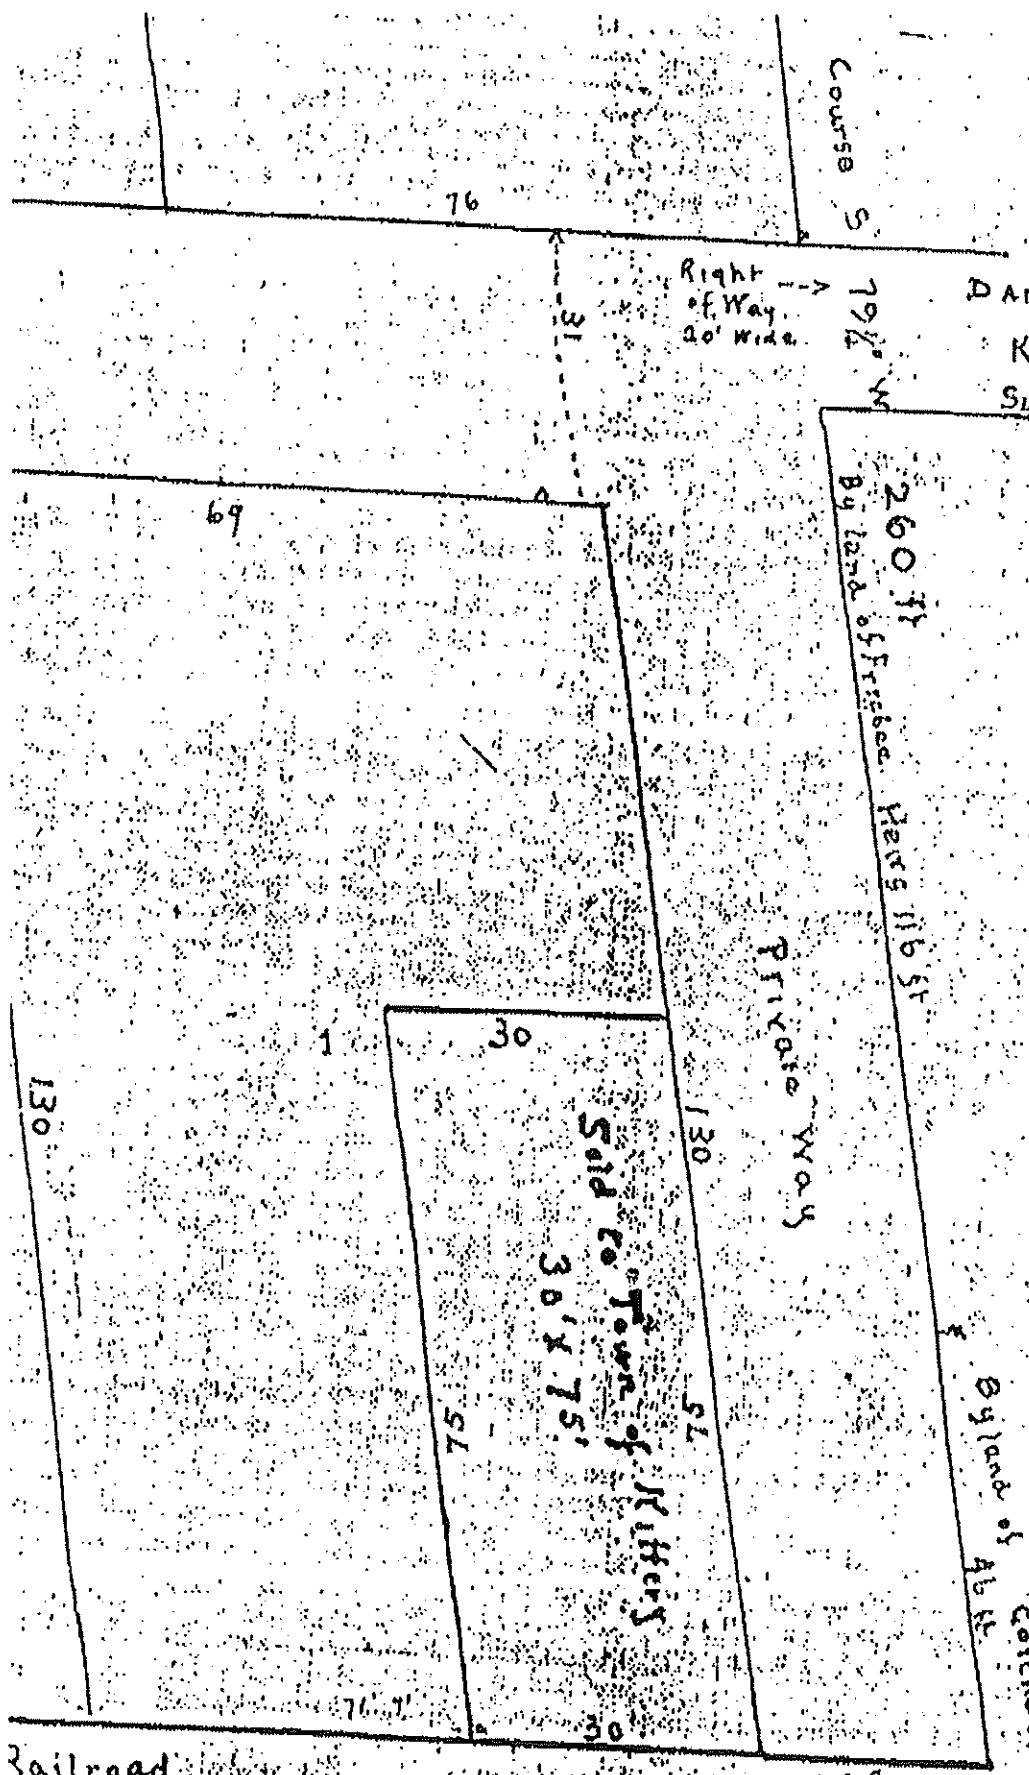 76
Course S 79½° W 260 ft
Right
of Way
20' Wide
31
69
By land of Frisbee Heirs 116 ft
Private Way
130
1
30
130
Sold to Town of Kittery
30' x 75'
75
75
By land of
46 ft
30
Railroad